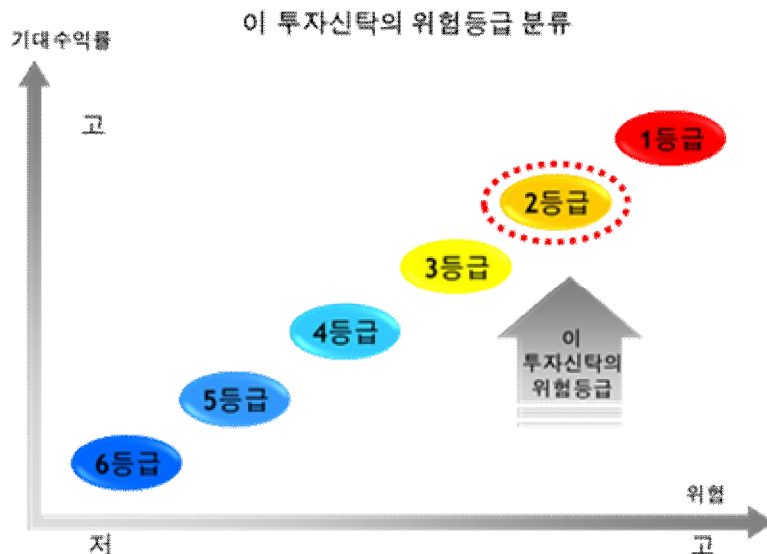 이 투자신탁의 위험등급 분류
기대수익률
고
1등급
2등급
3등급
4등급
이
투자신탁의
위험등급
5등급
6등급
위험
저
고